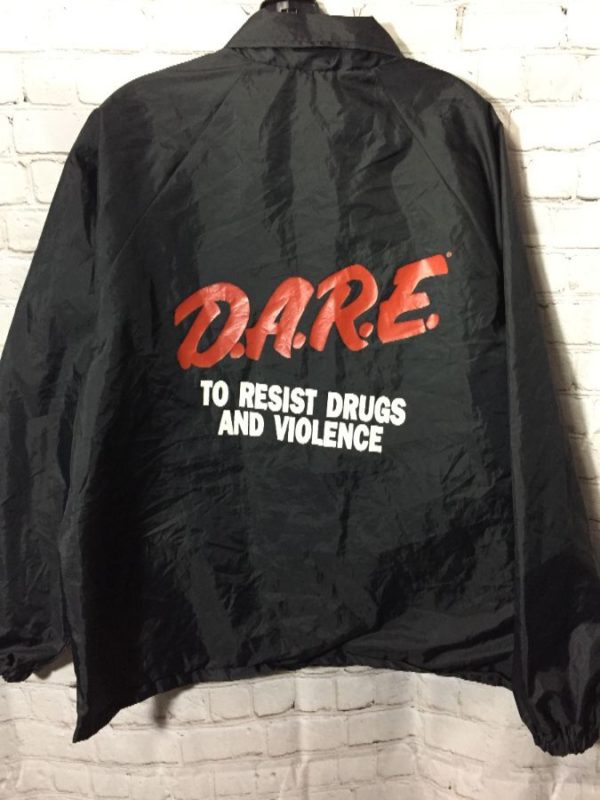 D.A.R.E.®
TO RESIST DRUGS
AND VIOLENCE